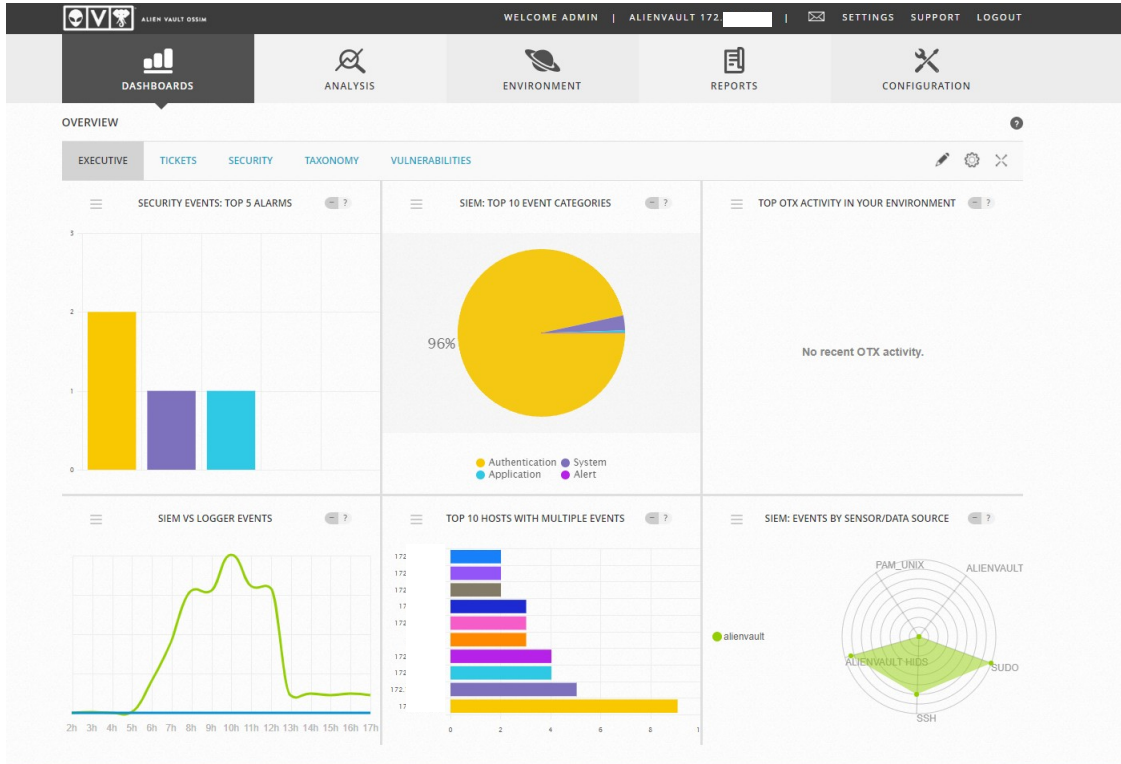 ALIEN VAULT OSSIM WELCOME ADMIN | ALIENVAULT 172. | SETTINGS SUPPORT LOGOUT
DASHBOARDS ANALYSIS ENVIRONMENT REPORTS CONFIGURATION
OVERVIEW ?
EXECUTIVE TICKETS SECURITY TAXONOMY VULNERABILITIES
SECURITY EVENTS: TOP 5 ALARMS - ?
3
2
1
0
SIEM: TOP 10 EVENT CATEGORIES - ?
96%
Authentication System
Application Alert
TOP OTX ACTIVITY IN YOUR ENVIRONMENT - ?
No recent OTX activity.
SIEM VS LOGGER EVENTS - ?
2h 3h 4h 5h 6h 7h 8h 9h 10h 11h 12h 13h 14h 15h 16h 17h
TOP 10 HOSTS WITH MULTIPLE EVENTS - ?
172
172
172
17
172
172
172
172.
17
0 2 4 6 8 1
SIEM: EVENTS BY SENSOR/DATA SOURCE - ?
alienvault
PAM_UNIX ALIENVAULT
ALIENVAULT HIDS SUDO
SSH